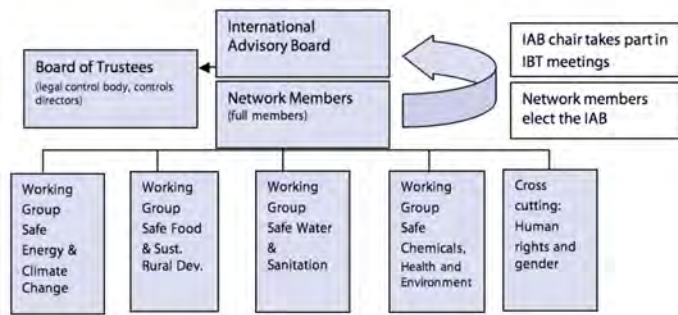 International
Advisory Board
Board of Trustees
(legal control body, controls
directors)
Network Members
(full members)
IAB chair takes part in
IBT meetings
Network members
elect the IAB
Working
Group
Safe
Energy &
Climate
Change
Working
Group
Safe Food
& Sust.
Rural Dev.
Working
Group
Safe Water
&
Sanitation
Working
Group
Safe
Chemicals,
Health and
Environment
Cross
cutting:
Human
rights and
gender